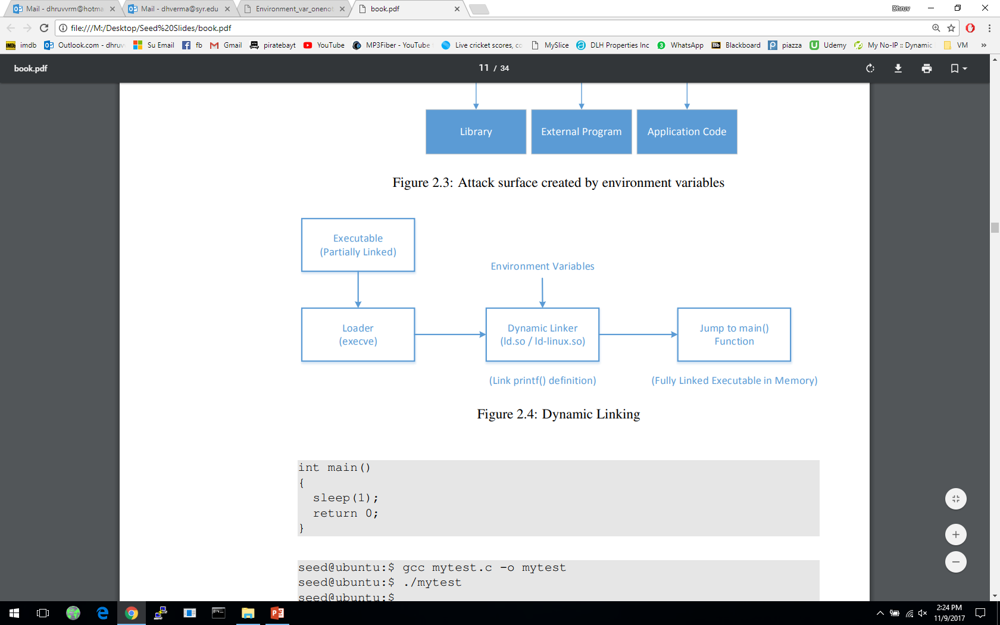 Mail - dhruvvrm@hotma
Mail - dhverma@syr.edu
Environment_var_onenot
book.pdf
Dhruv
file:///M:/Desktop/Seed%20Slides/book.pdf
IMDb imdb
Outlook.com - dhruv
Su Email
fb
Gmail
piratebayt
YouTube
MP3Fiber - YouTube
Live cricket scores, co
MySlice
DLH Properties Inc
3 WhatsApp
Bb Blackboard
piazza
Udemy
My No-IP :: Dynamic
VM
»
book.pdf
11 / 34
Library
External Program
Application Code
Figure 2.3: Attack surface created by environment variables
Executable
(Partially Linked)
Environment Variables
Loader
(execve)
Dynamic Linker
(ld.so / ld-linux.so)
Jump to main()
Function
(Link printf() definition)
(Fully Linked Executable in Memory)
Figure 2.4: Dynamic Linking
int main()
{
sleep(1);
return 0;
}
seed@ubuntu:$ gcc mytest.c -o mytest
seed@ubuntu:$ ./mytest
seed@ubuntu:$
2:24 PM
11/9/2017